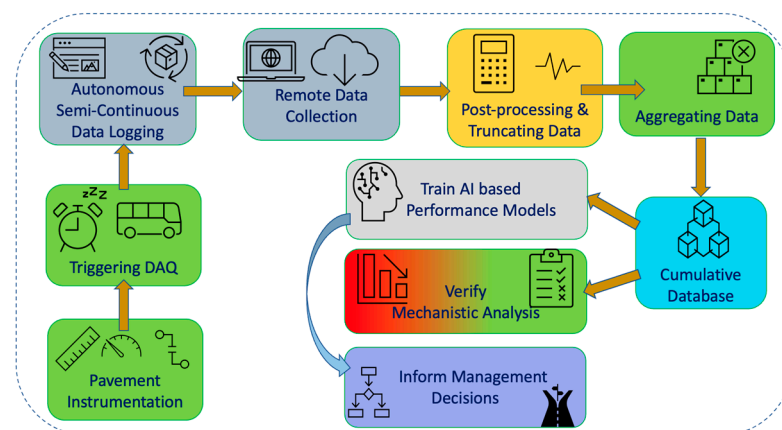 Autonomous
Semi-Continuous
Data Logging
Remote Data
Collection
Post-processing &
Truncating Data
Aggregating Data
zZZ
Triggering DAQ
Train AI based
Performance Models
Cumulative
Database
Verify
Mechanistic Analysis
Pavement
Instrumentation
Inform Management
Decisions